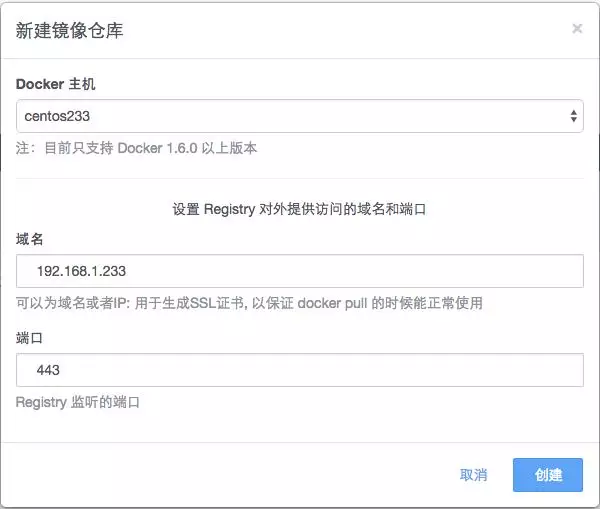 新建镜像仓库
×
Docker 主机
centos233
注：目前只支持 Docker 1.6.0 以上版本
设置 Registry 对外提供访问的域名和端口
域名
192.168.1.233
可以为域名或者IP: 用于生成SSL证书, 以保证 docker pull 的时候能正常使用
端口
443
Registry 监听的端口
取消 创建